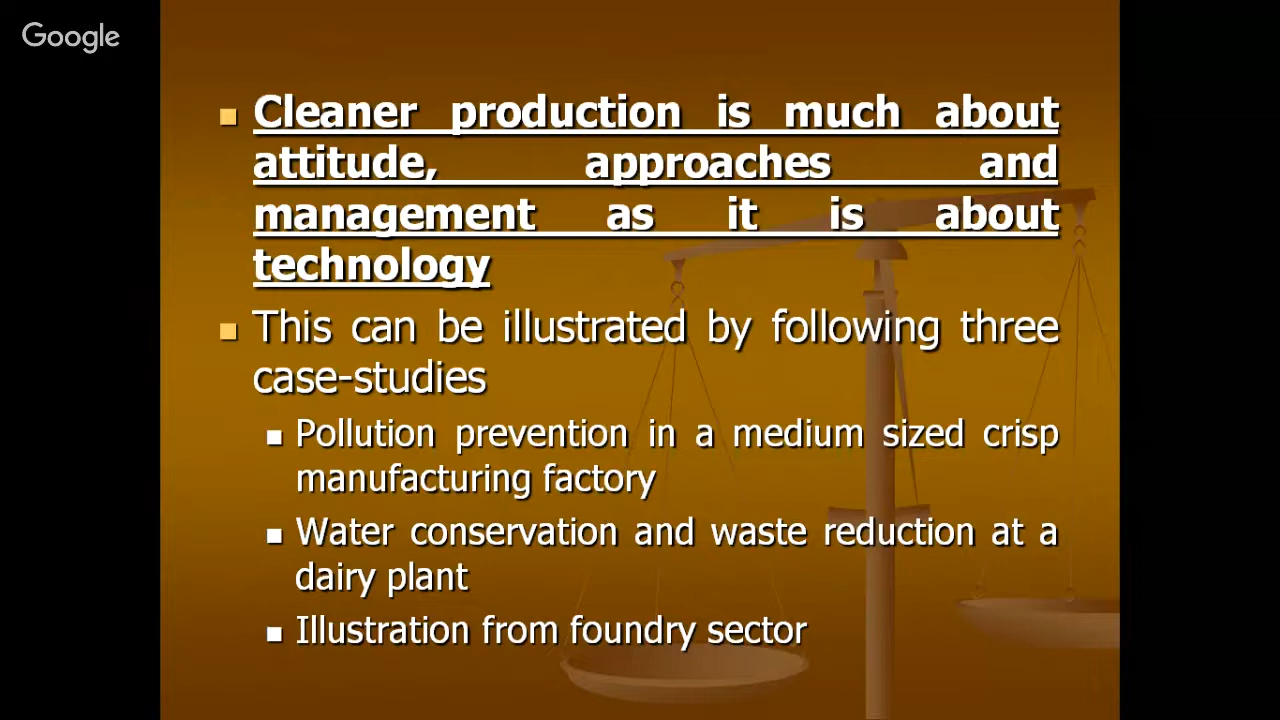 Google
Cleaner production is much about
attitude, approaches and
management as it is about
technology
This can be illustrated by following three
case-studies
Pollution prevention in a medium sized crisp
manufacturing factory
Water conservation and waste reduction at a
dairy plant
Illustration from foundry sector